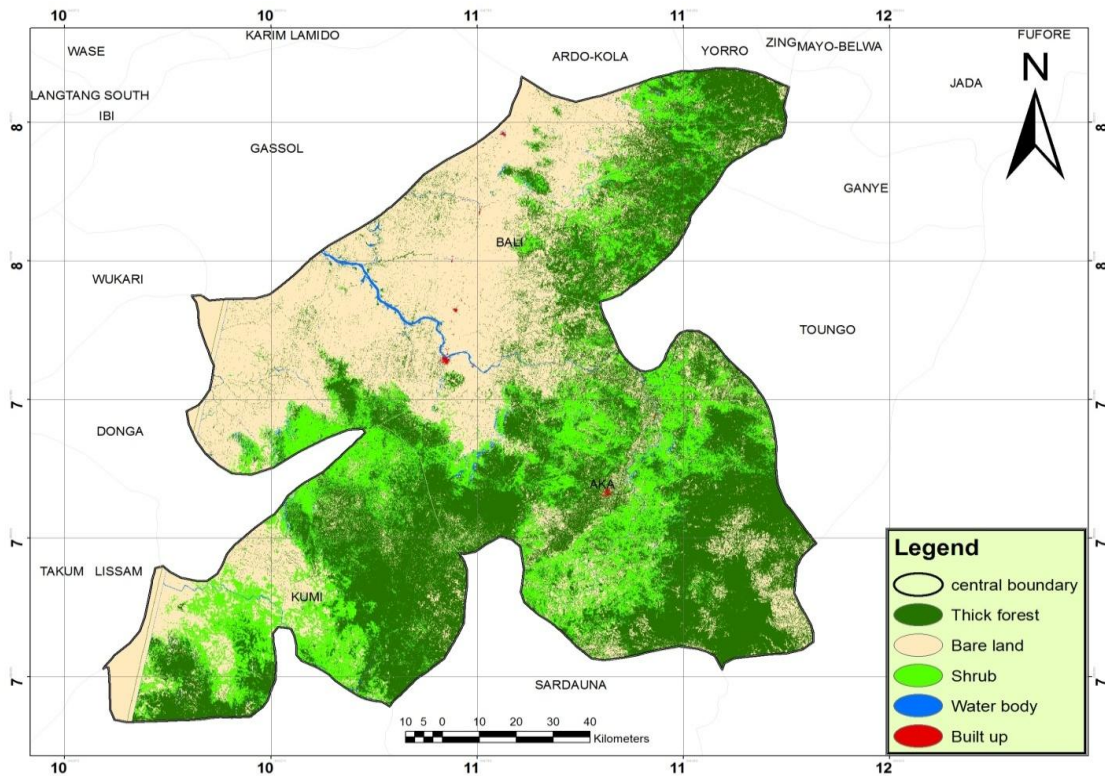 10 10 11 11 12
KARIM LAMIDO
ZING
FUFORE
WASE
YORRO
MAYO-BELWA
ARDO-KOLA
N
JADA
LANGTANG SOUTH
IBI
8 8
GASSOL
GANYE
BALI
8 8
WUKARI
TOUNGO
7 7
DONGA
AKA
7 7
TAKUM LISSAM
KUMI
Legend
central boundary
Thick forest
Bare land
Shrub
Water body
Built up
7 7
SARDAUNA
10 5 0 10 20 30 40
Kilometers
10 10 11 11 12